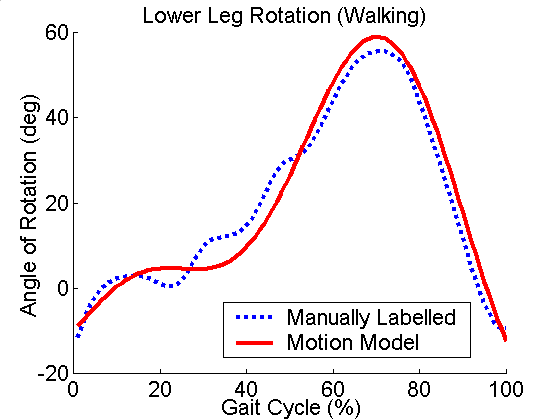 Lower Leg Rotation (Walking)
60
40
20
0
-20
Angle of Rotation (deg)
Manually Labelled
Motion Model
0 20 40 60 80 100
Gait Cycle (%)